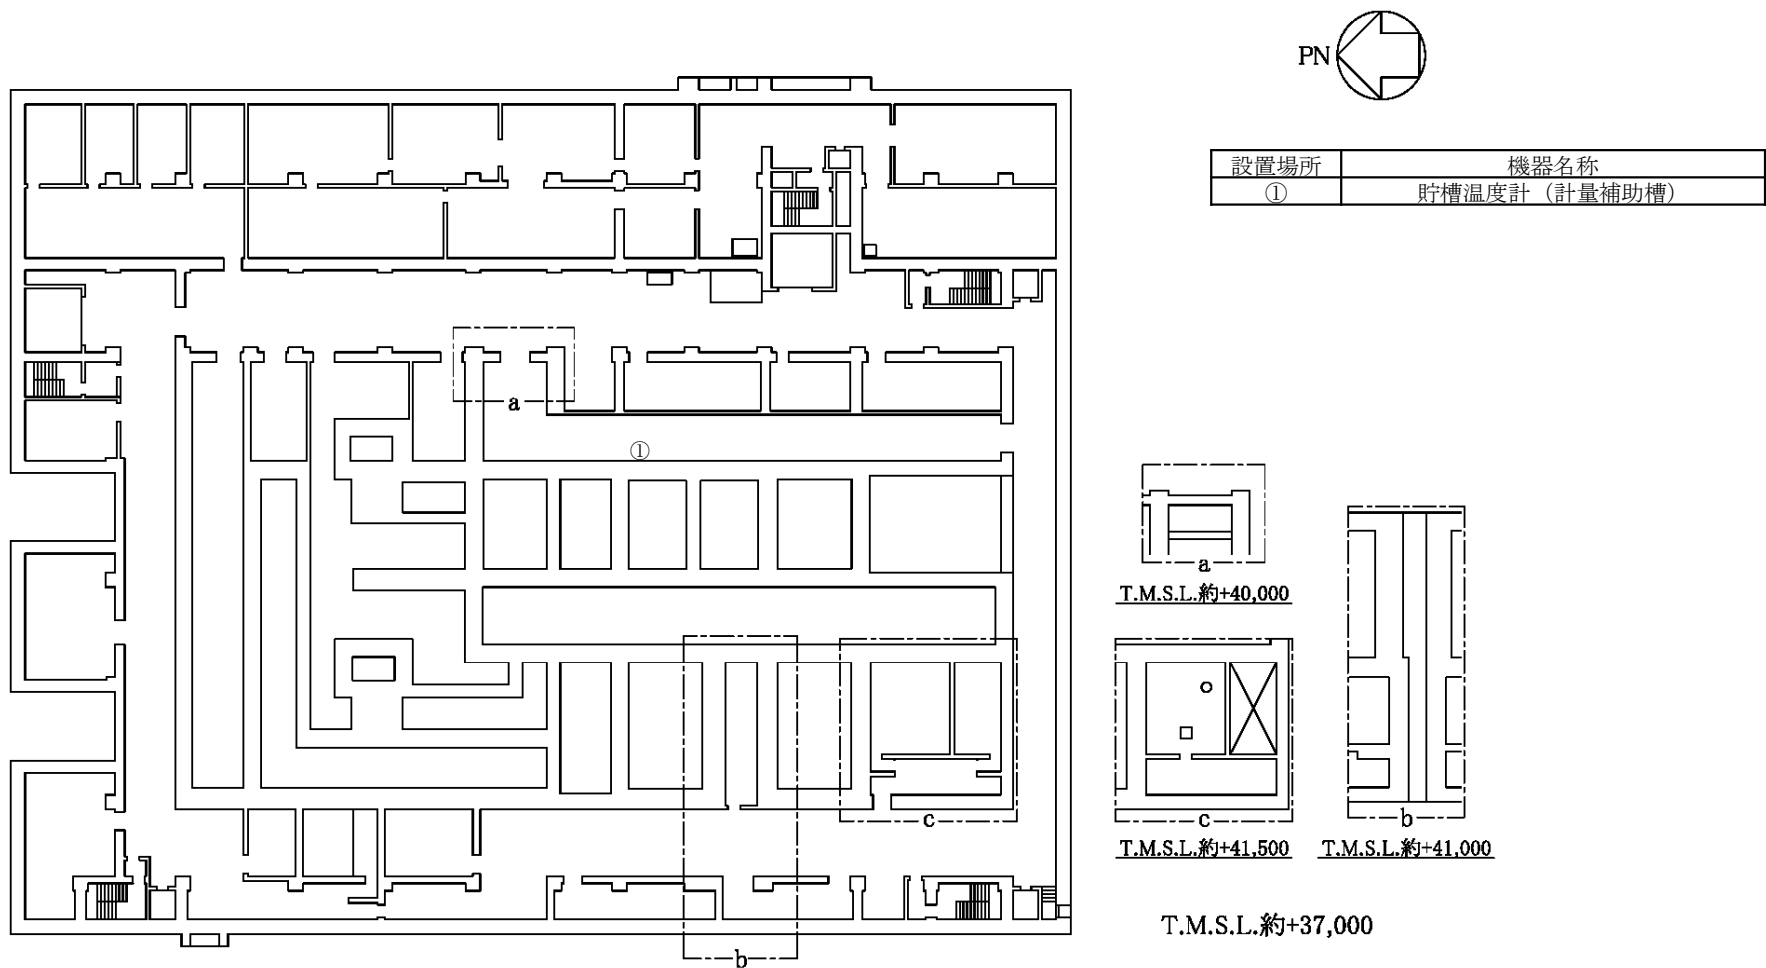 PN
設置場所 機器名称
① 貯槽温度計（計量補助槽）
a
①
a
T.M.S.L.約+40,000
c
c
b
T.M.S.L.約+41,500 T.M.S.L.約+41,000
T.M.S.L.約+37,000
b